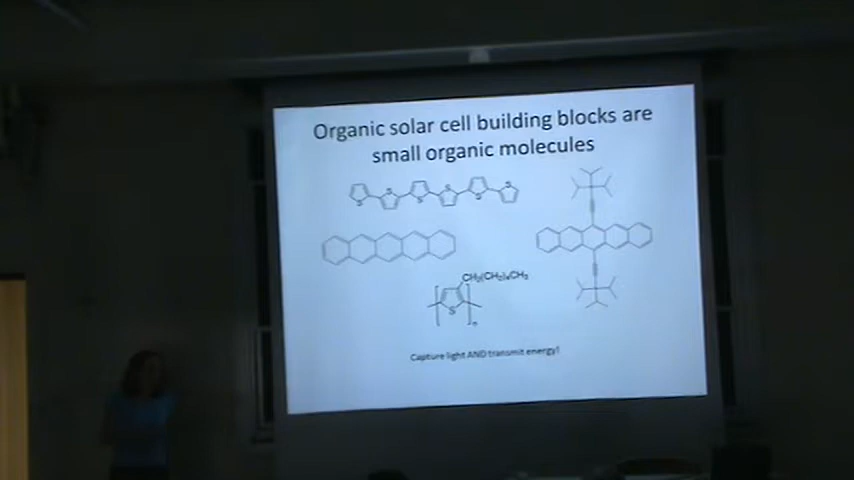 Organic solar cell building blocks are
small organic molecules
S S S S S S
CH₂(CH₂)₄CH₃
S
n
Capture light AND transmit energy!